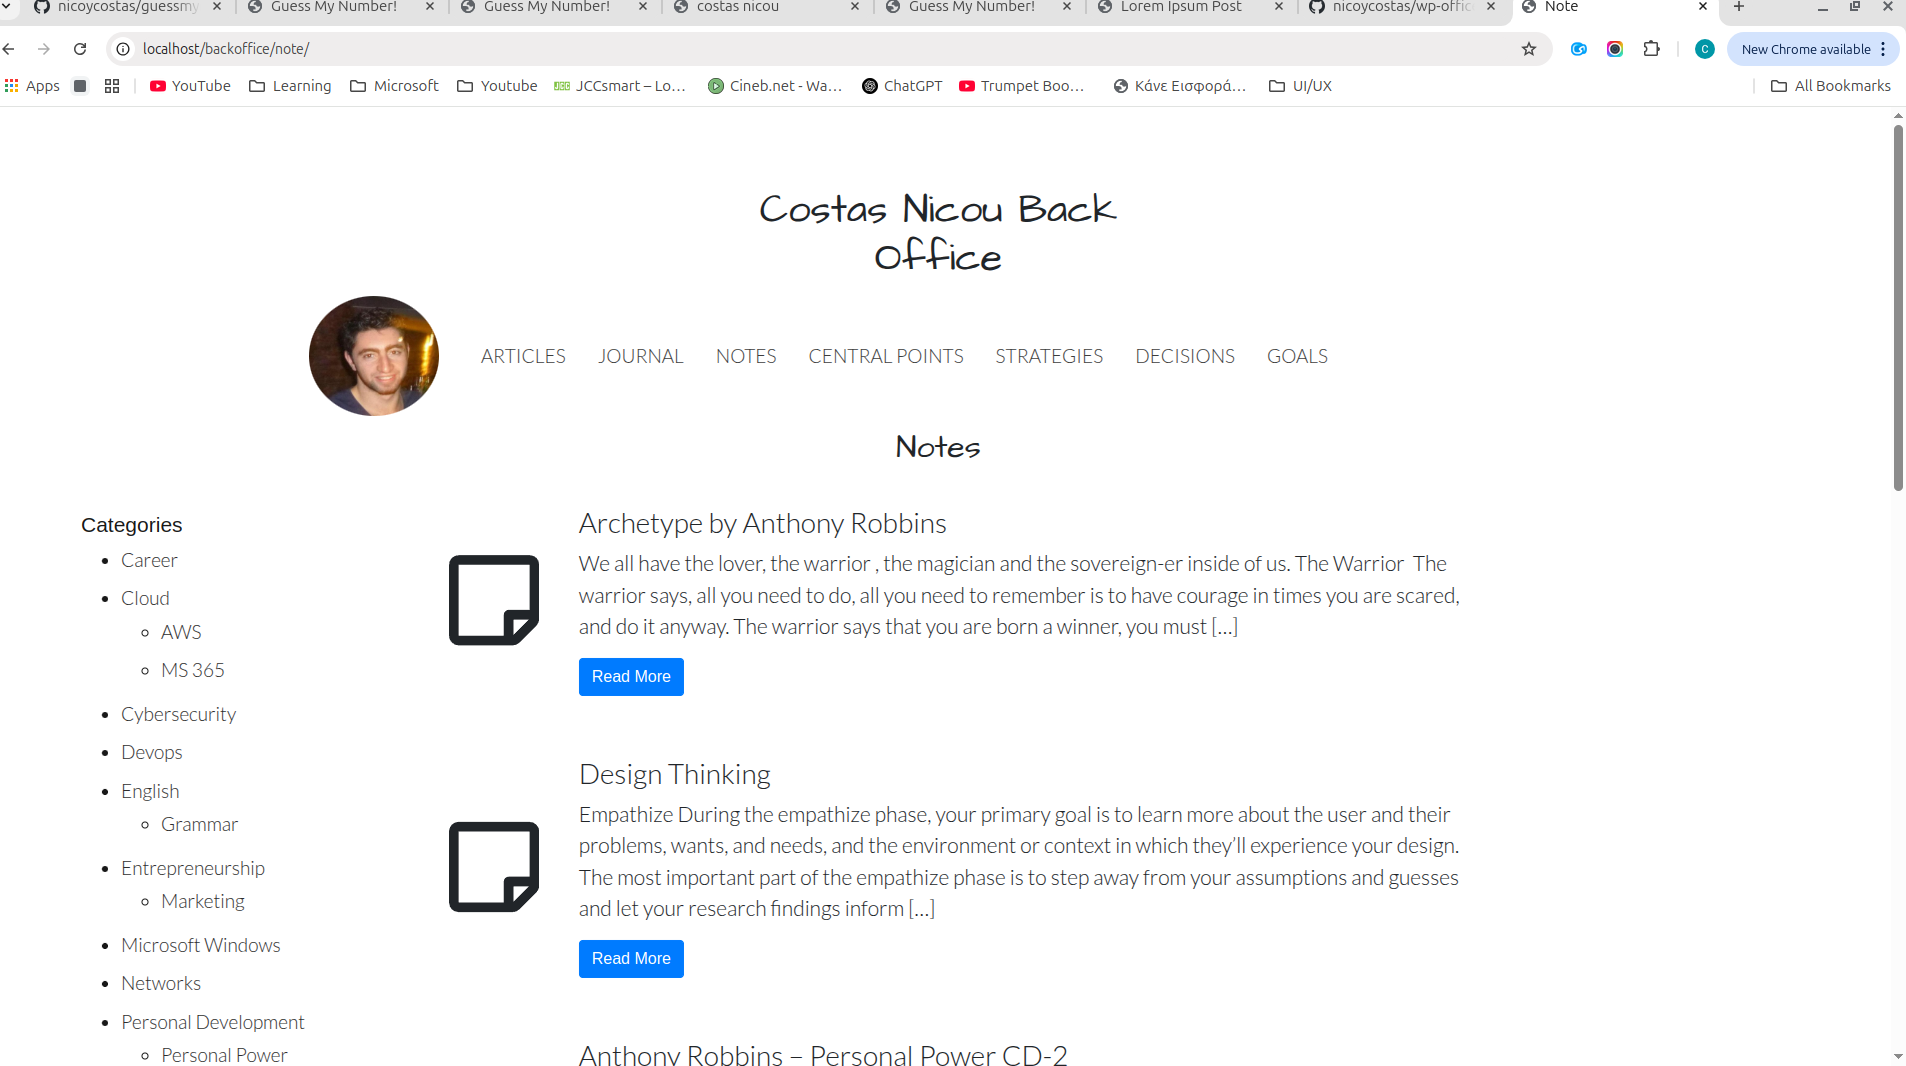 nicoycostas/guessmy
Guess My Number!
Guess My Number!
costas nicou
Guess My Number!
Lorem Ipsum Post
nicoycostas/wp-offic
Note
localhost/backoffice/note/
C
New Chrome available
Apps
YouTube
Learning
Microsoft
Youtube
JCCsmart – Lo...
Cineb.net - Wa...
ChatGPT
Trumpet Boo...
Κάνε Εισφορά...
UI/UX
All Bookmarks
Costas Nicou Back
Office
ARTICLES JOURNAL NOTES CENTRAL POINTS STRATEGIES DECISIONS GOALS
Notes
Categories
Career
Cloud
AWS
MS 365
Cybersecurity
Devops
English
Grammar
Entrepreneurship
Marketing
Microsoft Windows
Networks
Personal Development
Personal Power
Archetype by Anthony Robbins
We all have the lover, the warrior , the magician and the sovereign-er inside of us. The Warrior  The
warrior says, all you need to do, all you need to remember is to have courage in times you are scared,
and do it anyway. The warrior says that you are born a winner, you must [...]
Read More
Design Thinking
Empathize During the empathize phase, your primary goal is to learn more about the user and their
problems, wants, and needs, and the environment or context in which they’ll experience your design.
The most important part of the empathize phase is to step away from your assumptions and guesses
and let your research findings inform [...]
Read More
Anthony Robbins – Personal Power CD-2